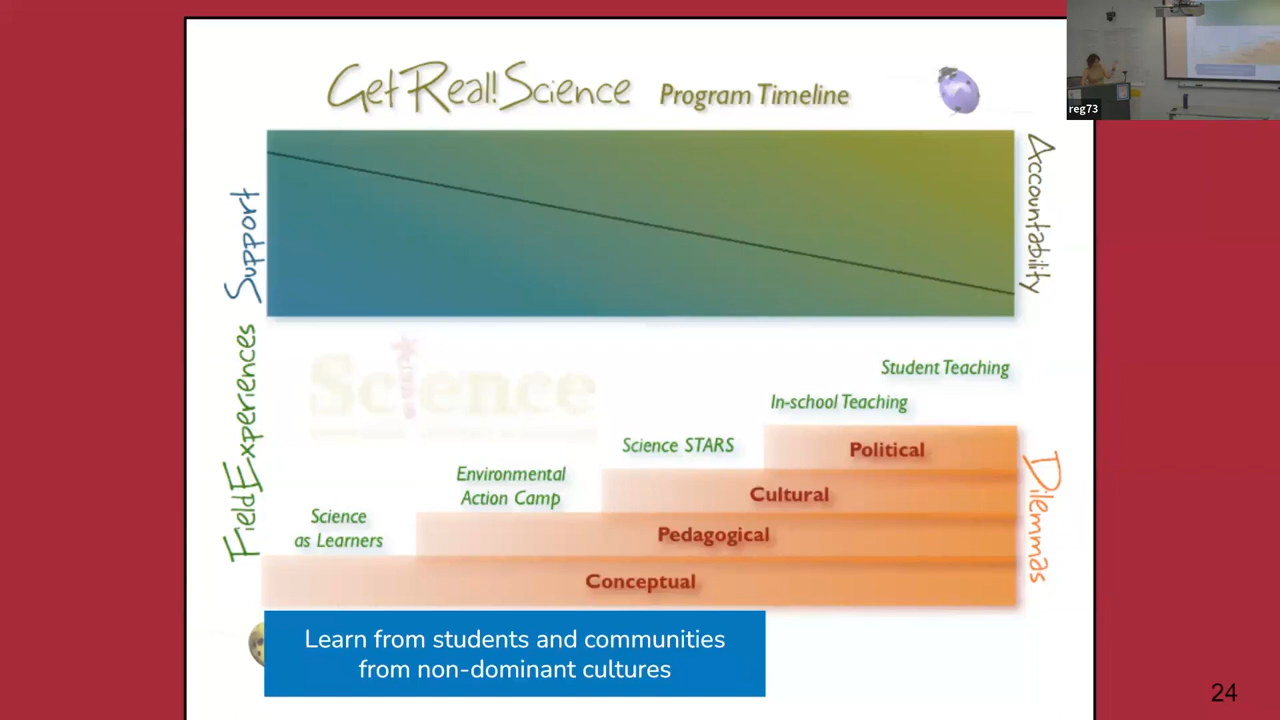 Get Real! Science Program Timeline
reg73
Support
Accountability
Field Experiences
Science
Student Teaching
In-school Teaching
Science STARS
Political
Environmental
Action Camp
Cultural
Science
as Learners
Pedagogical
Dilemmas
Conceptual
Learn from students and communities
from non-dominant cultures
24